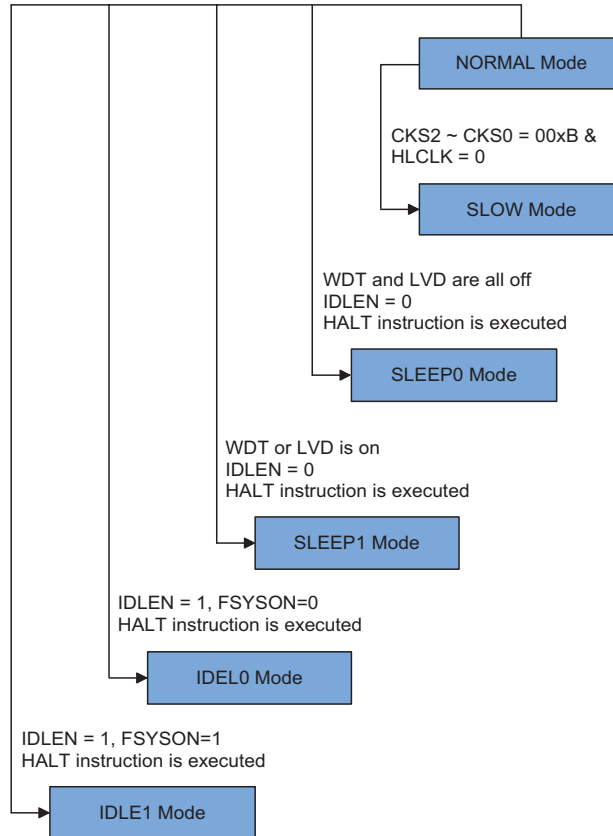 NORMAL Mode
CKS2 ~ CKS0 = 00xB &
HLCLK = 0
SLOW Mode
WDT and LVD are all off
IDLEN = 0
HALT instruction is executed
SLEEP0 Mode
WDT or LVD is on
IDLEN = 0
HALT instruction is executed
SLEEP1 Mode
IDLEN = 1, FSYSON=0
HALT instruction is executed
IDEL0 Mode
IDLEN = 1, FSYSON=1
HALT instruction is executed
IDLE1 Mode